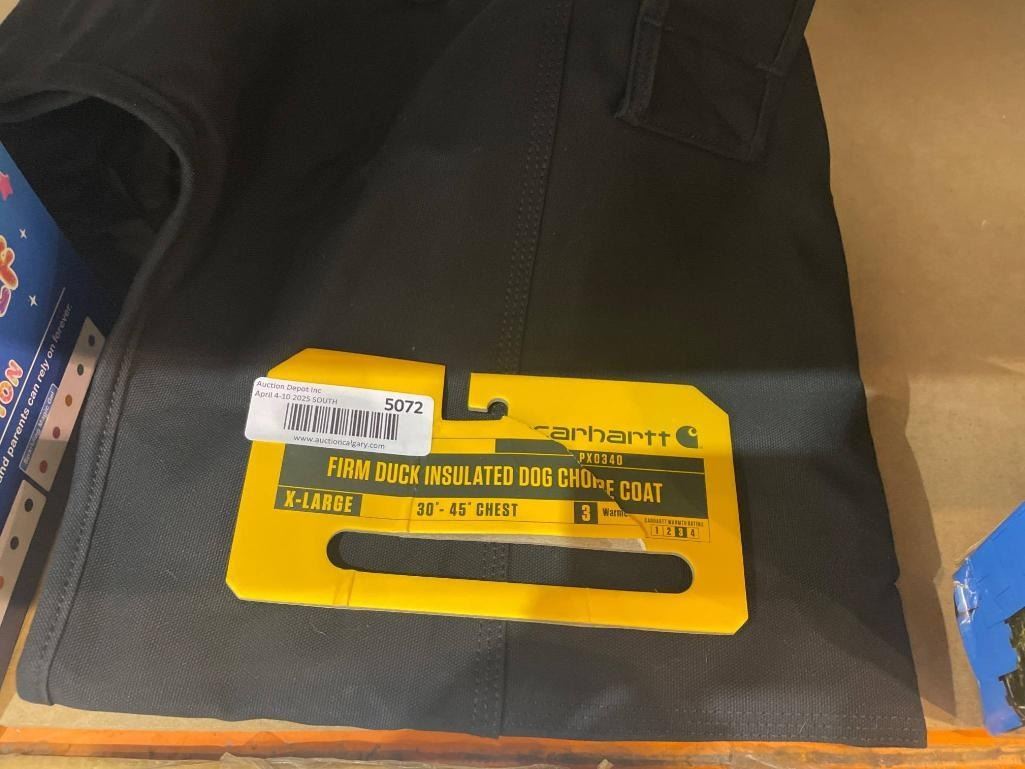 Auction Depot Inc
April 4-10 2025 SOUTH
5072
www.auctioncalgary.com
carhartt
PX0340
FIRM DUCK INSULATED DOG CHORE COAT
X-LARGE
30"- 45" CHEST
3
CARHARTT WARMTH RATING
1 2 3 4
and parents can rely on forever.